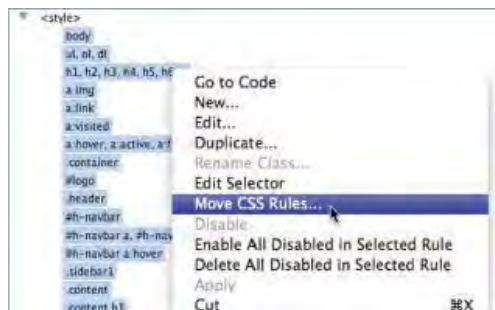 <style>
body
ul, ol, dl
h1, h2, h3, h4, h5, h6
a img
a:link
a:visited
a:hover, a:active, a:f
.container
#logo
.header
#h-navbar
#h-navbar a, #h-nav
#h-navbar a:hover
.sidebar1
.content
.content h1
Go to Code
New...
Edit...
Duplicate...
Rename Class...
Edit Selector
Move CSS Rules...
Disable
Enable All Disabled in Selected Rule
Delete All Disabled in Selected Rule
Apply
Cut ⌘X